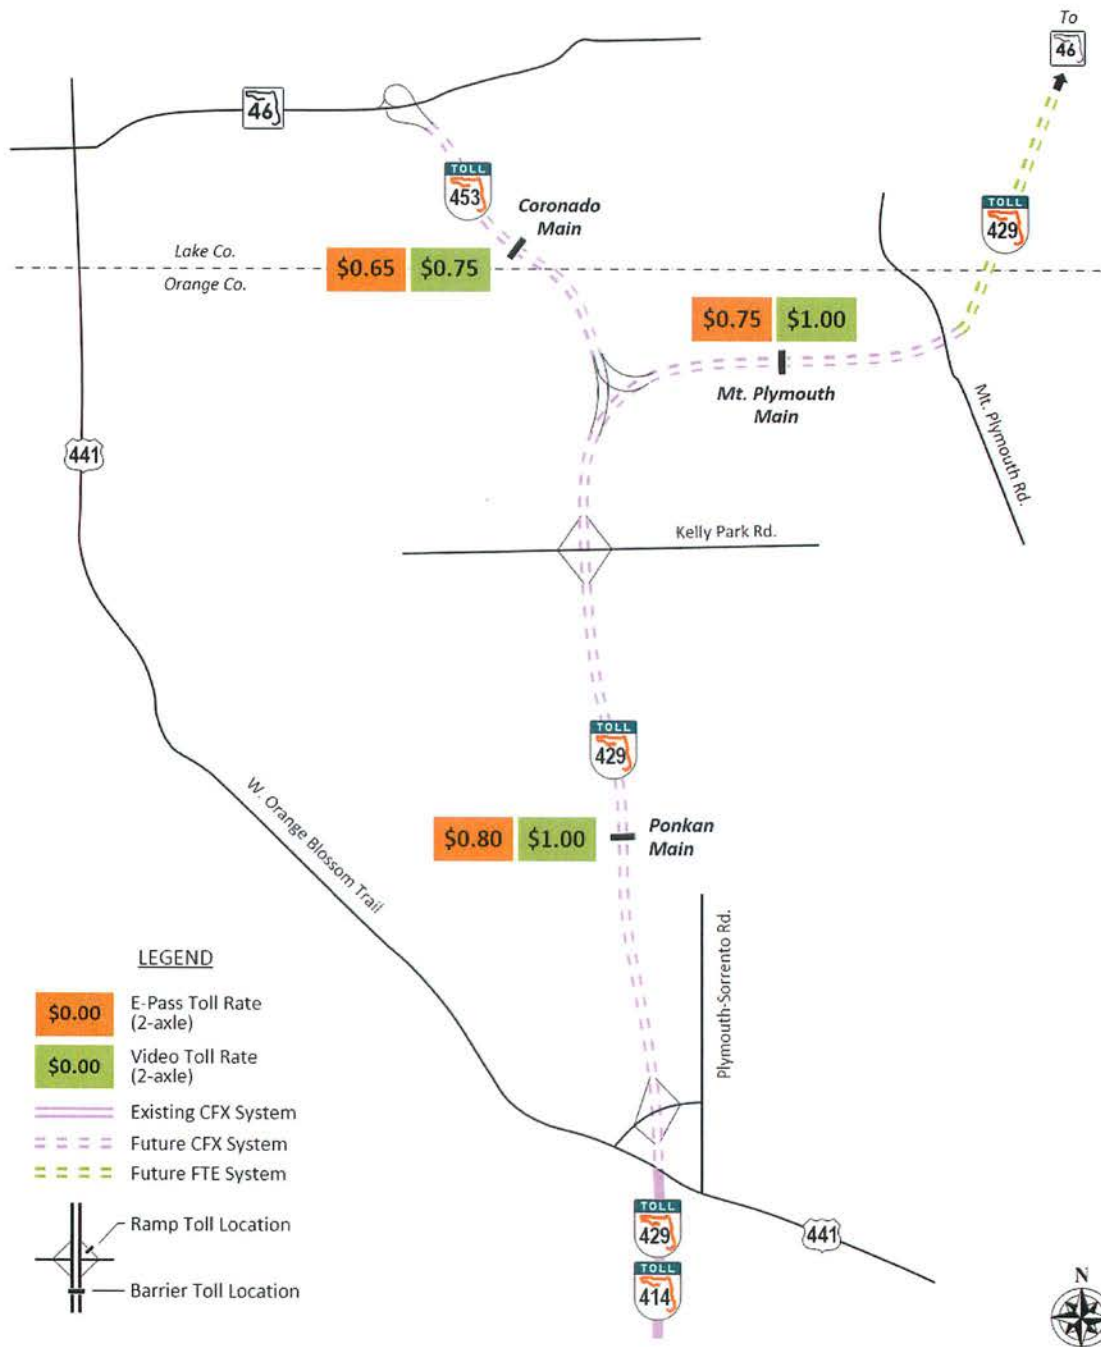 To
46
46
TOLL
453
Coronado
Main
TOLL
429
Lake Co.
Orange Co.
$0.65 $0.75
$0.75 $1.00
Mt. Plymouth
Main
Mt. Plymouth Rd.
441
Kelly Park Rd.
TOLL
429
W. Orange Blossom Trail
$0.80 $1.00
Ponkan
Main
Plymouth-Sorrento Rd.
LEGEND
$0.00 E-Pass Toll Rate
(2-axle)
$0.00 Video Toll Rate
(2-axle)
Existing CFX System
Future CFX System
Future FTE System
Ramp Toll Location
Barrier Toll Location
TOLL
429
TOLL
414
441
N